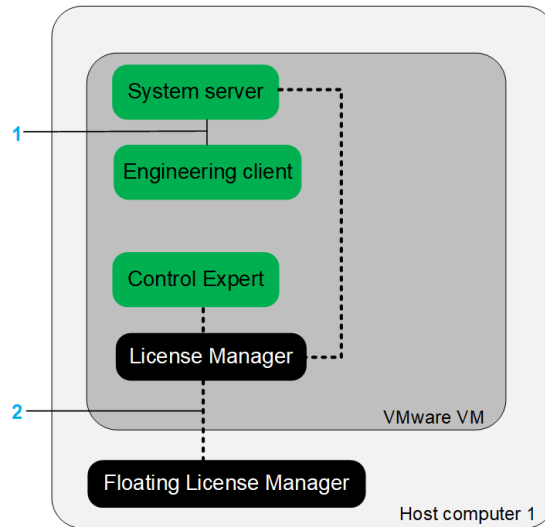 System server
1
Engineering client
Control Expert
License Manager
2
VMware VM
Floating License Manager
Host computer 1